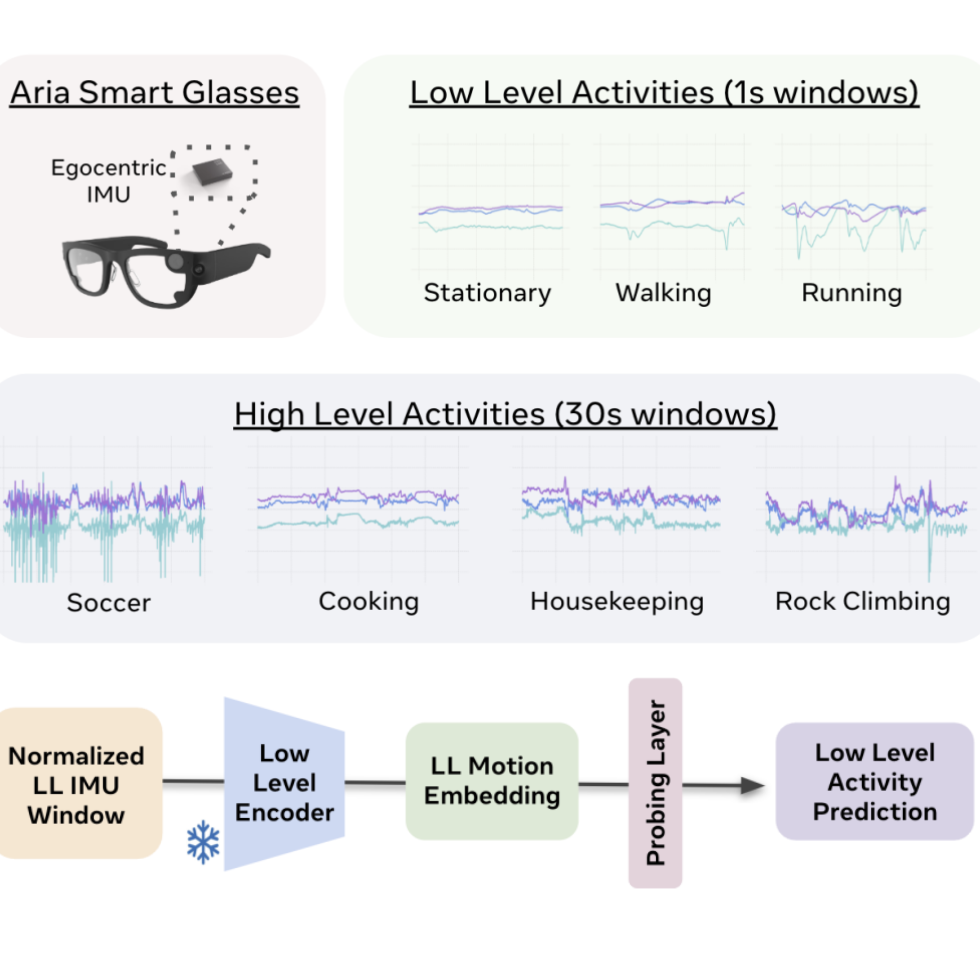 Aria Smart Glasses
Egocentric
IMU
Low Level Activities (1s windows)
Stationary
Walking
Running
High Level Activities (30s windows)
Soccer
Cooking
Housekeeping
Rock Climbing
Normalized
LL IMU
Window
Low
Level
Encoder
LL Motion
Embedding
Probing Layer
Low Level
Activity
Prediction